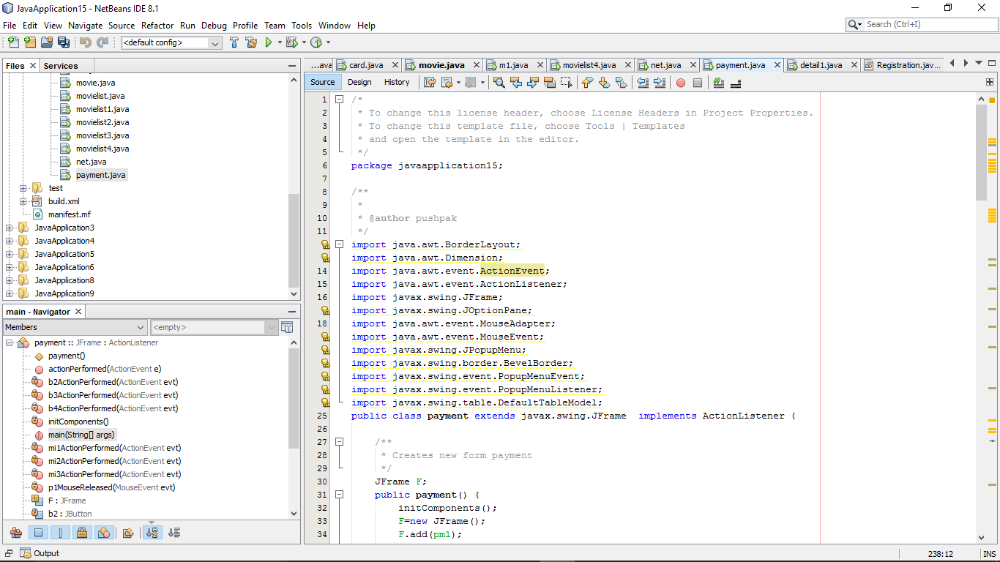 JavaApplication15 - NetBeans IDE 8.1
File Edit View Navigate Source Refactor Run Debug Profile Team Tools Window Help
Search (Ctrl+I)
<default config>
Files
Services
movie.java
movielist.java
movielist1.java
movielist2.java
movielist3.java
movielist4.java
net.java
payment.java
test
build.xml
manifest.mf
JavaApplication3
JavaApplication4
JavaApplication5
JavaApplication6
JavaApplication8
JavaApplication9
main - Navigator
Members
<empty>
payment :: JFrame : ActionListener
payment()
actionPerformed(ActionEvent e)
b2ActionPerformed(ActionEvent evt)
b3ActionPerformed(ActionEvent evt)
b4ActionPerformed(ActionEvent evt)
initComponents()
main(String[] args)
mi1ActionPerformed(ActionEvent evt)
mi2ActionPerformed(ActionEvent evt)
mi3ActionPerformed(ActionEvent evt)
p1MouseReleased(MouseEvent evt)
F : JFrame
b2 : JButton
...ava card.java movie.java m1.java movielist4.java net.java payment.java detail1.java Registration.jav...
Source Design History
1 /*
2 * To change this license header, choose License Headers in Project Properties.
3 * To change this template file, choose Tools | Templates
4 * and open the template in the editor.
5 */
6 package javaapplication15;
7
8 /**
9 *
10 * @author pushpak
11 */
import java.awt.BorderLayout;
import java.awt.Dimension;
14 import java.awt.event.ActionEvent;
15 import java.awt.event.ActionListener;
16 import javax.swing.JFrame;
import javax.swing.JOptionPane;
18 import java.awt.event.MouseAdapter;
import java.awt.event.MouseEvent;
import javax.swing.JPopupMenu;
import javax.swing.border.BevelBorder;
import javax.swing.event.PopupMenuEvent;
import javax.swing.event.PopupMenuListener;
import javax.swing.table.DefaultTableModel;
25 public class payment extends javax.swing.JFrame  implements ActionListener {
26
27 /**
28 * Creates new form payment
29 */
30 JFrame F;
31 public payment() {
32 initComponents();
33 F=new JFrame();
34 F.add(pm1);
Output
238:12 INS